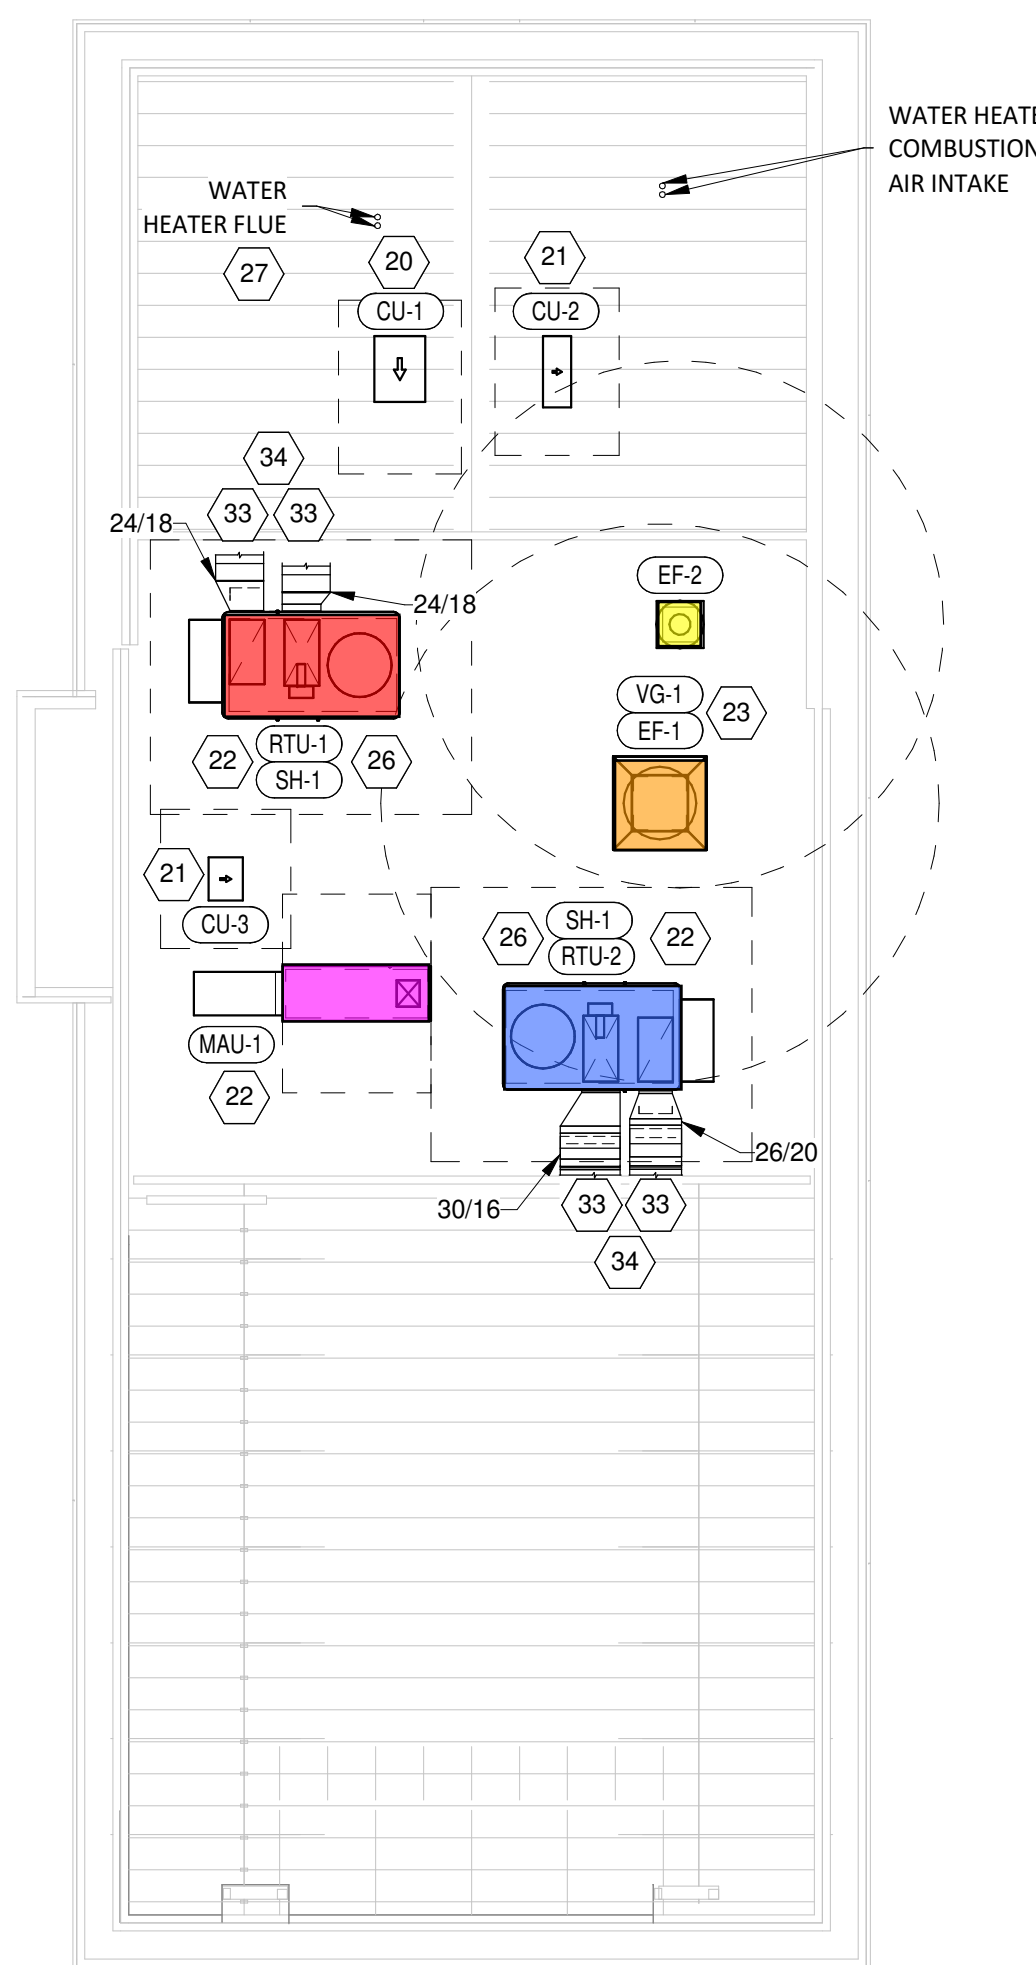 WATER HEATE
COMBUSTION
AIR INTAKE
WATER
HEATER FLUE
27
20
21
CU-1
CU-2
34
33
33
24/18
24/18
EF-2
VG-1
EF-1
23
22
RTU-1
SH-1
26
21
CU-3
26
SH-1
RTU-2
22
MAU-1
22
26/20
30/16
33
33
34